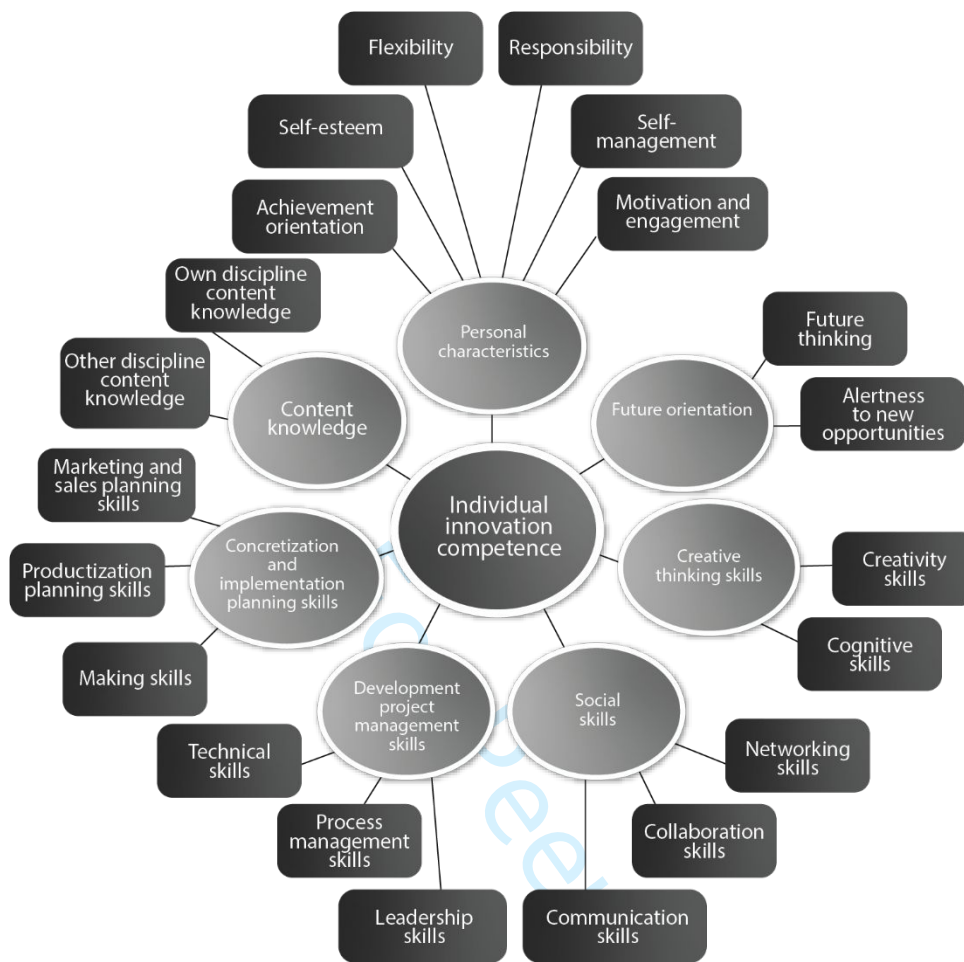 Flexibility
Responsibility
Self-esteem
Self-
management
Achievement
orientation
Motivation and
engagement
Own discipline
content
knowledge
Personal
characteristics
Future
thinking
Other discipline
content
knowledge
Content
knowledge
Future orientation
Alertness
to new
opportunities
Marketing and
sales planning
skills
Individual
innovation
competence
Concretization
and
implementation
planning skills
Creative
thinking skills
Creativity
skills
Productization
planning skills
Cognitive
skills
Making skills
Development
project
management
skills
Social
skills
Technical
skills
Networking
skills
Process
management
skills
Collaboration
skills
Leadership
skills
Communication
skills